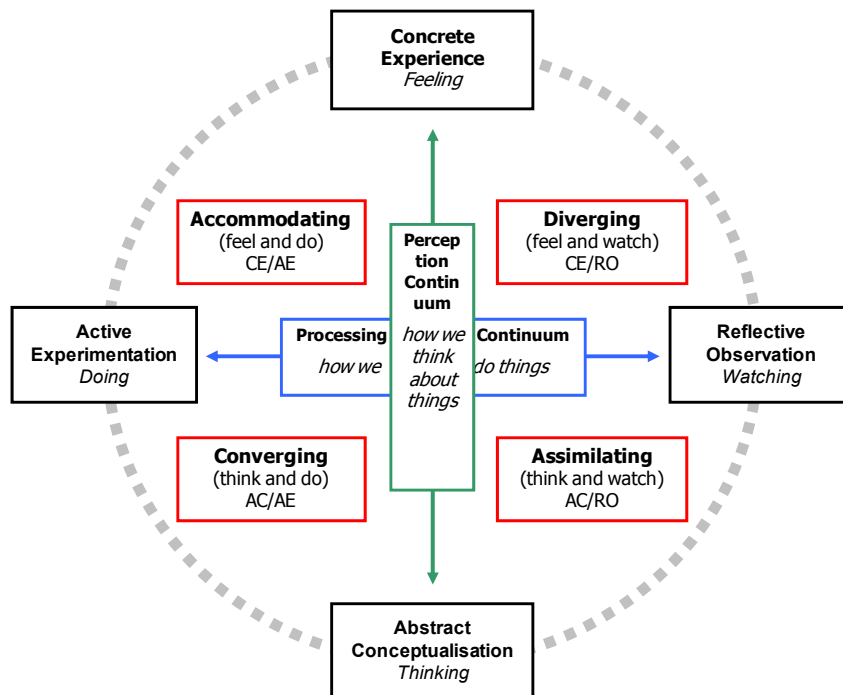 Concrete
Experience
Feeling
Accommodating
(feel and do)
CE/AE
Diverging
(feel and watch)
CE/RO
Percep
tion
Contin
uum
how we
think
about
things
Active
Experimentation
Doing
Processing
how we
Continuum
do things
Reflective
Observation
Watching
Converging
(think and do)
AC/AE
Assimilating
(think and watch)
AC/RO
Abstract
Conceptualisation
Thinking